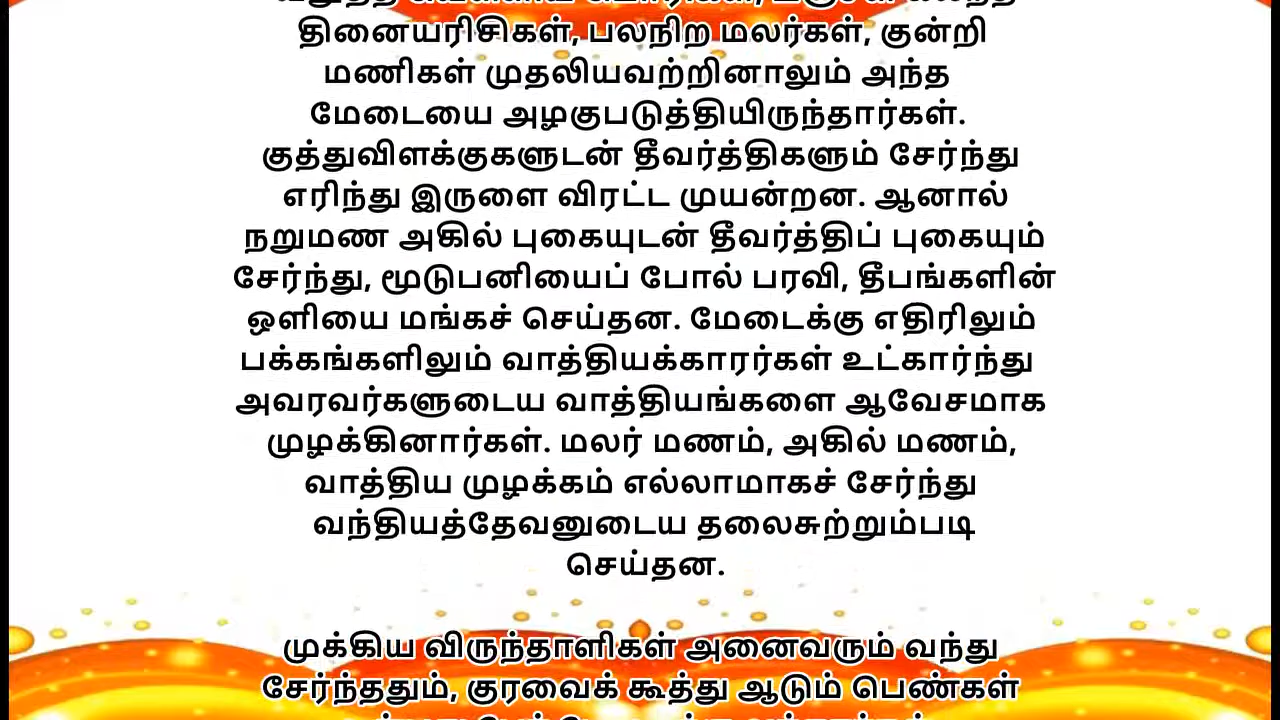 தினையரிசிகள், பலநிற மலர்கள், குன்றி
மணிகள் முதலியவற்றினாலும் அந்த
மேடையை அழகுபடுத்தியிருந்தார்கள்.
குத்துவிளக்குகளுடன் தீவர்த்திகளும் சேர்ந்து
எரிந்து இருளை விரட்ட முயன்றன. ஆனால்
நறுமண அகில் புகையுடன் தீவர்த்திப் புகையும்
சேர்ந்து, மூடுபனியைப் போல் பரவி, தீபங்களின்
ஒளியை மங்கச் செய்தன. மேடைக்கு எதிரிலும்
பக்கங்களிலும் வாத்தியக்காரர்கள் உட்கார்ந்து
அவரவர்களுடைய வாத்தியங்களை ஆவேசமாக
முழக்கினார்கள். மலர் மணம், அகில் மணம்,
வாத்திய முழக்கம் எல்லாமாகச் சேர்ந்து
வந்தியத்தேவனுடைய தலைசுற்றும்படி
செய்தன.
முக்கிய விருந்தாளிகள் அனைவரும் வந்து
சேர்ந்ததும், குரவைக் கூத்து ஆடும் பெண்கள்